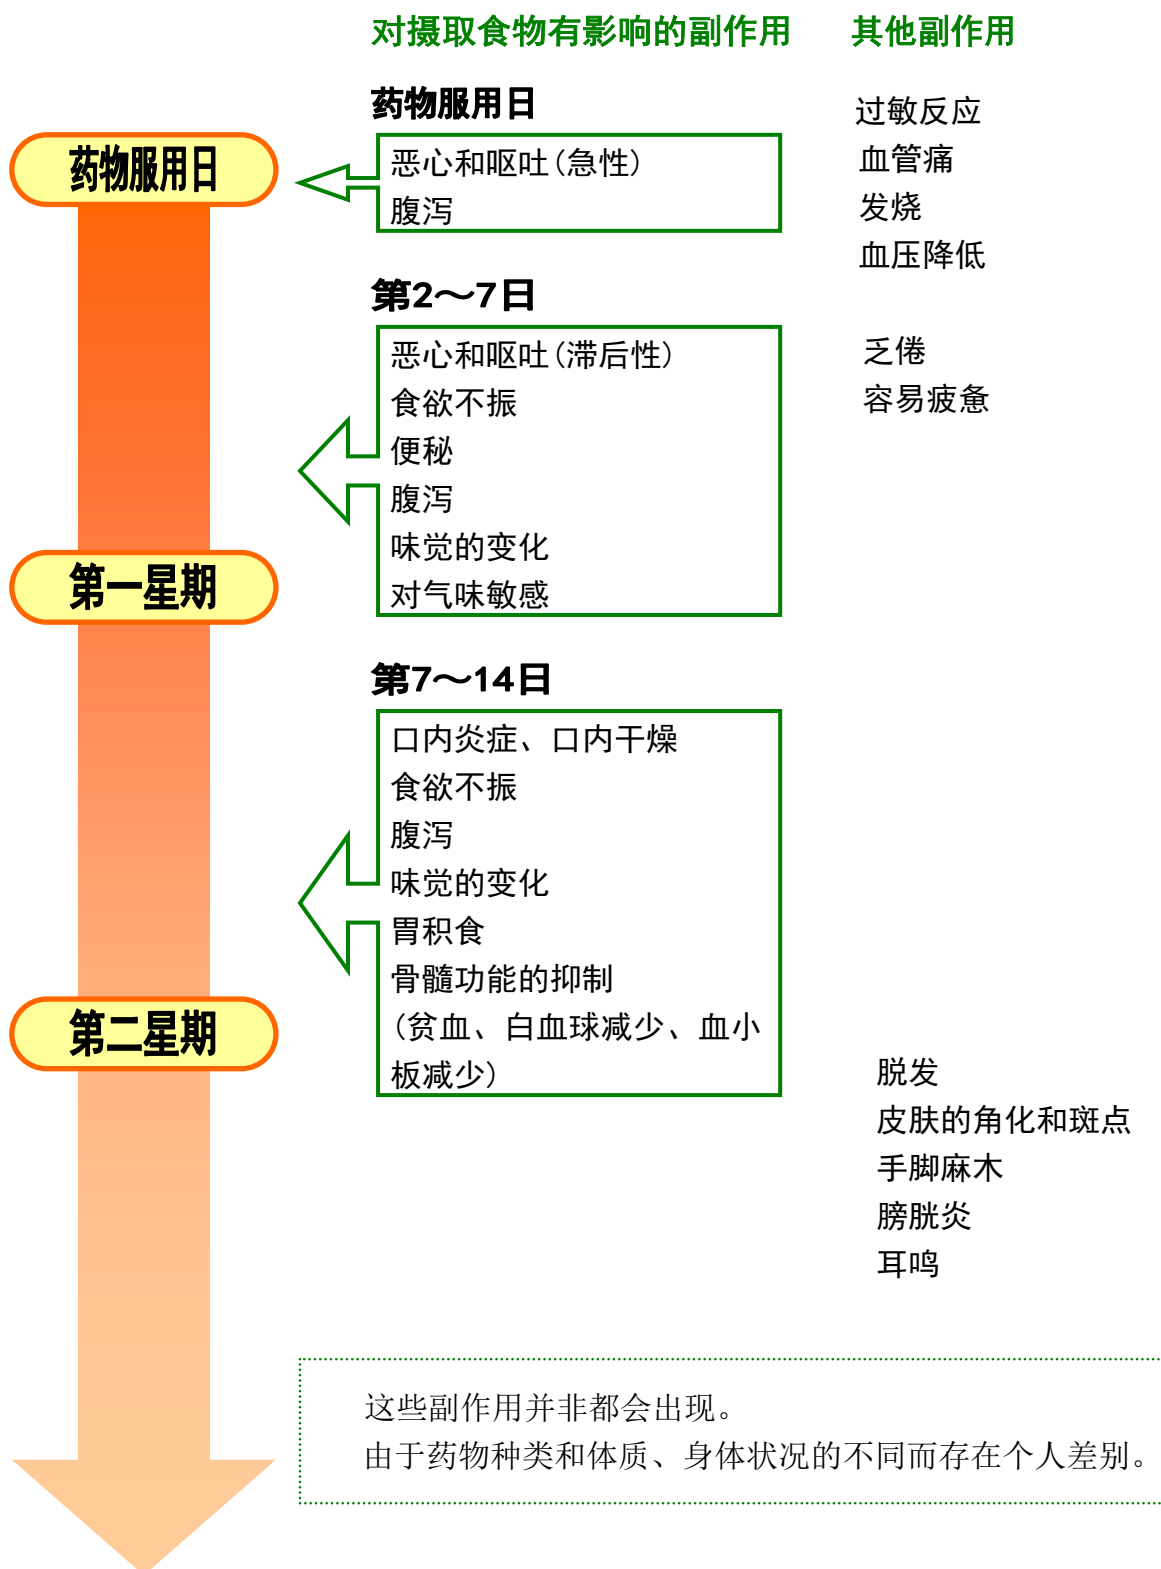 对摄取食物有影响的副作用
其他副作用
药物服用日
药物服用日
恶心和呕吐(急性)
腹泻
过敏反应
血管痛
发烧
血压降低
第2～7日
恶心和呕吐(滞后性)
食欲不振
便秘
腹泻
味觉的变化
对气味敏感
乏倦
容易疲惫
第一星期
第7～14日
口内炎症、口内干燥
食欲不振
腹泻
味觉的变化
胃积食
骨髓功能的抑制
(贫血、白血球减少、血小
板减少)
第二星期
脱发
皮肤的角化和斑点
手脚麻木
膀胱炎
耳鸣
这些副作用并非都会出现。
由于药物种类和体质、身体状况的不同而存在个人差别。